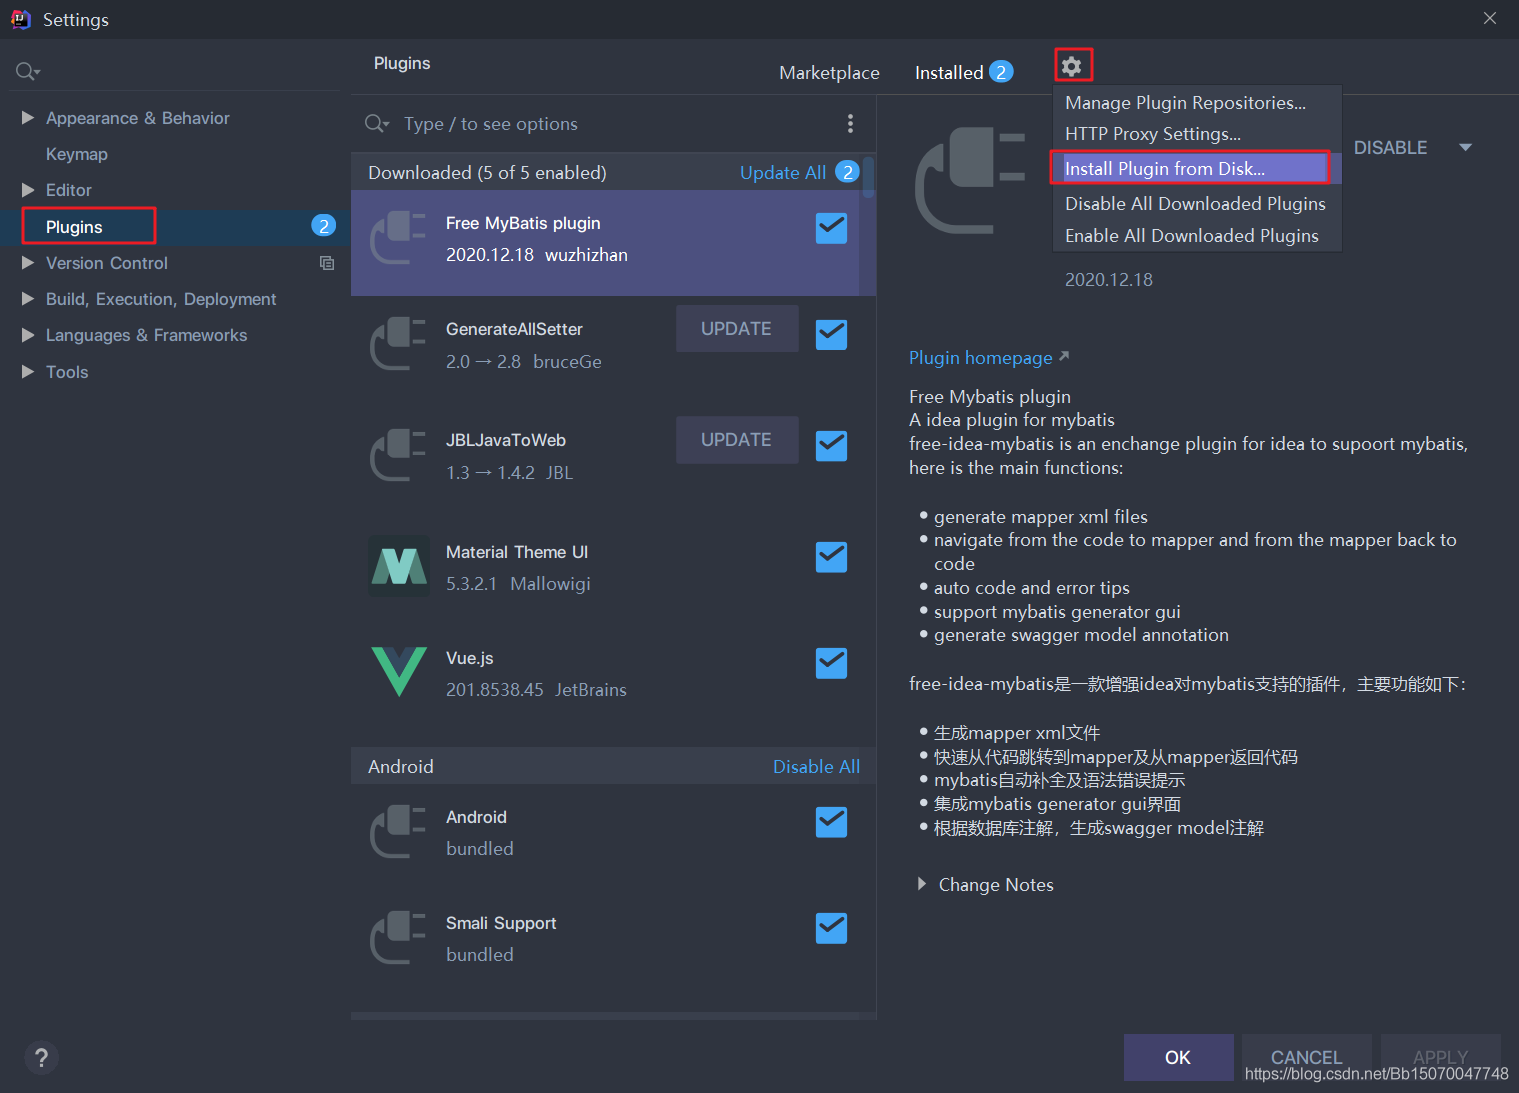 Settings
Plugins
Marketplace
Installed 2
Appearance & Behavior
Keymap
Editor
Plugins 2
Version Control
Build, Execution, Deployment
Languages & Frameworks
Tools
Type / to see options
Downloaded (5 of 5 enabled) Update All 2
Free MyBatis plugin
2020.12.18 wuzhizhan
GenerateAllSetter
2.0 → 2.8 bruceGe
UPDATE
JBLJavaToWeb
1.3 → 1.4.2 JBL
UPDATE
Material Theme UI
5.3.2.1 Mallowigi
Vue.js
201.8538.45 JetBrains
Android Disable All
Android
bundled
Smali Support
bundled
Manage Plugin Repositories...
HTTP Proxy Settings...
Install Plugin from Disk...
Disable All Downloaded Plugins
Enable All Downloaded Plugins
DISABLE
2020.12.18
Plugin homepage ↗
Free Mybatis plugin
A idea plugin for mybatis
free-idea-mybatis is an enchange plugin for idea to supoort mybatis,
here is the main functions:
• generate mapper xml files
• navigate from the code to mapper and from the mapper back to
code
• auto code and error tips
• support mybatis generator gui
• generate swagger model annotation
free-idea-mybatis是一款增强idea对mybatis支持的插件，主要功能如下：
• 生成mapper xml文件
• 快速从代码跳转到mapper及从mapper返回代码
• mybatis自动补全及语法错误提示
• 集成mybatis generator gui界面
• 根据数据库注解，生成swagger model注解
Change Notes
?
OK
CANCEL
APPLY
https://blog.csdn.net/Bb15070047748